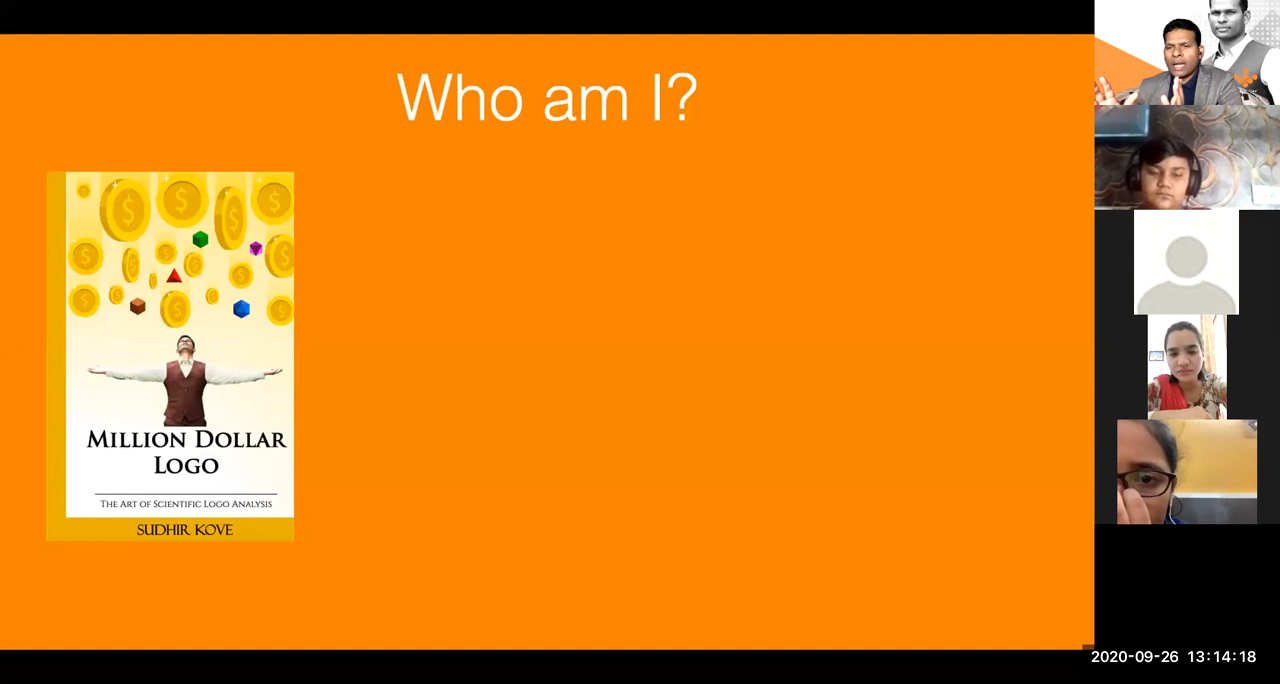 Who am I?
MILLION DOLLAR
LOGO
THE ART OF SCIENTIFIC LOGO ANALYSIS
SUDHIR KOVE
2020-09-26 13:14:18